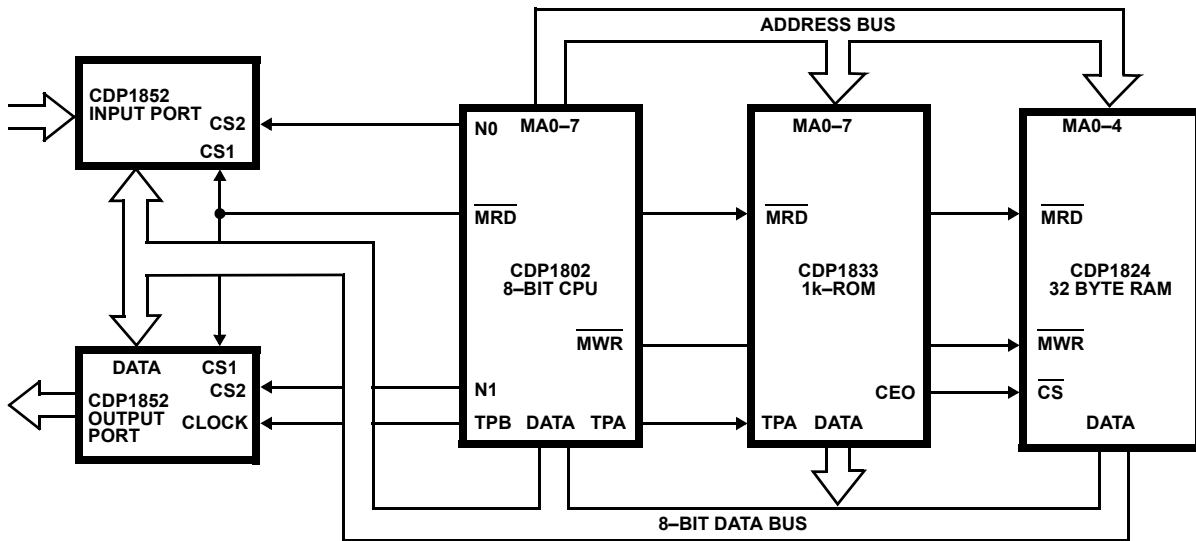 ADDRESS BUS
CDP1852
INPUT PORT
CS2
CS1
N0
MA0–7
MRD
CDP1802
8–BIT CPU
MWR
N1
TPB
DATA
TPA
MA0–7
MRD
CDP1833
1k–ROM
CEO
TPA
DATA
MA0–4
MRD
CDP1824
32 BYTE RAM
MWR
CS
DATA
DATA
CS1
CS2
CDP1852
OUTPUT
PORT
CLOCK
8–BIT DATA BUS